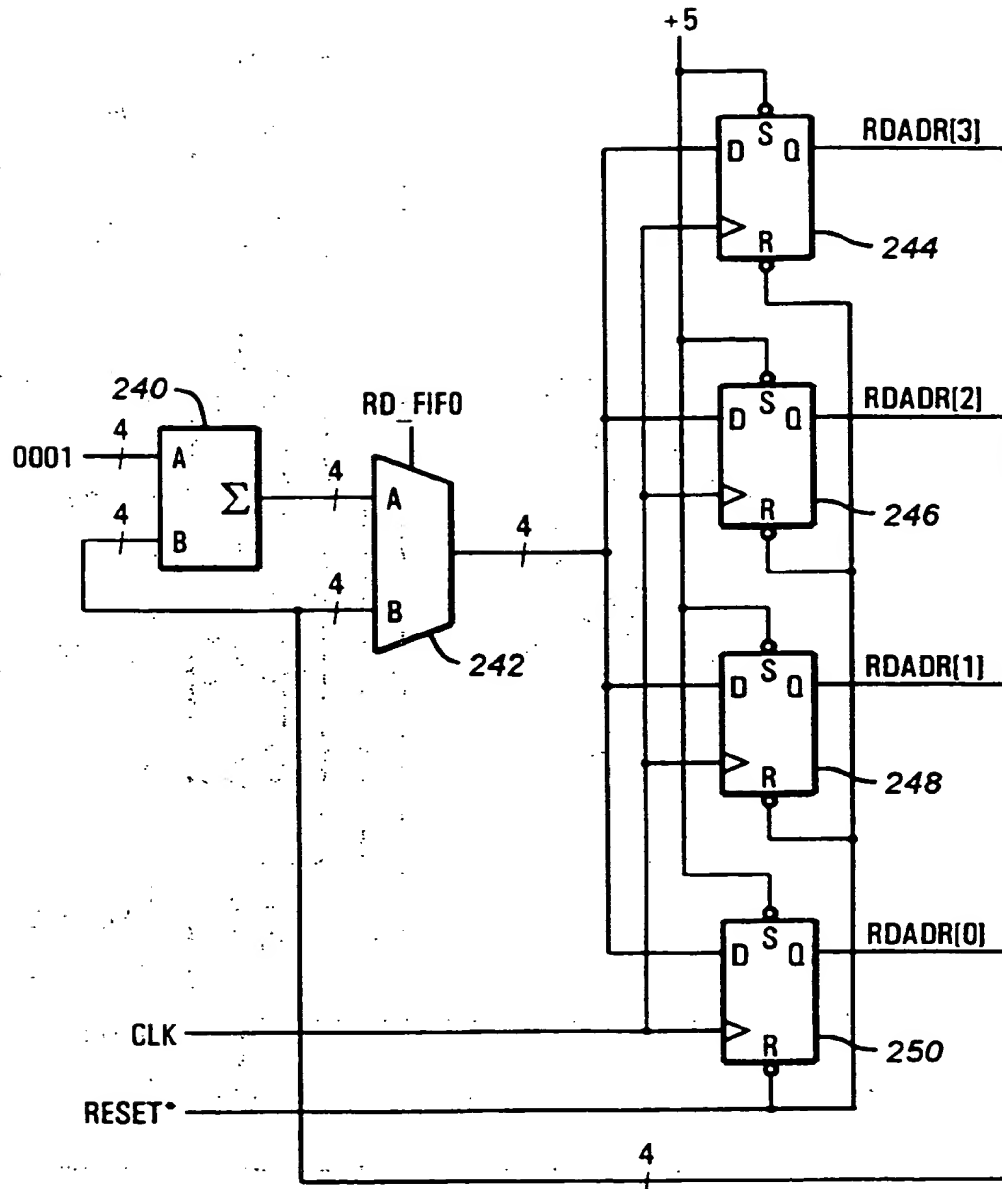 +5
S
D Q
RDADR[3]
R
244
240
RD_FIFO
S
D Q
RDADR[2]
4
0001
A
Σ
4
A
4
B
R
246
4
4
B
242
S
D Q
RDADR[1]
R
248
S
D Q
RDADR[0]
CLK
R
250
RESET*
4